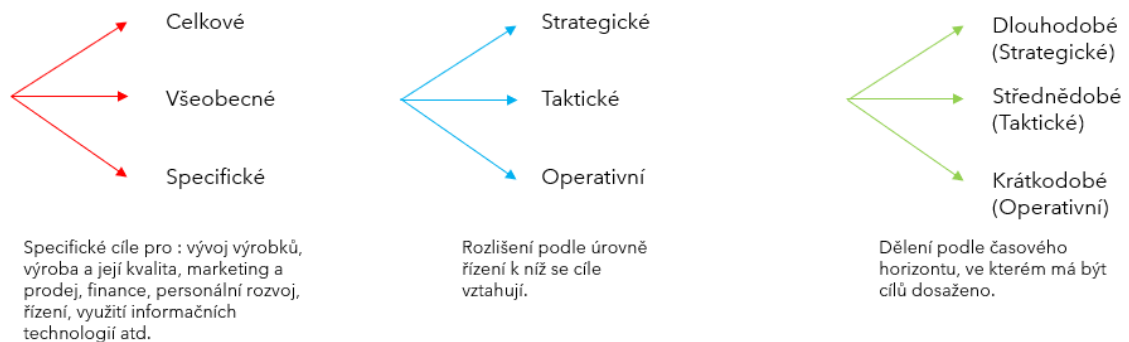 Celkové
Všeobecné
Specifické
Specifické cíle pro : vývoj výrobků,
výroba a její kvalita, marketing a
prodej, finance, personální rozvoj,
řízení, využití informačních
technologií atd.
Strategické
Taktické
Operativní
Rozlišení podle úrovně
řízení k níž se cíle
vztahují.
Dlouhodobé
(Strategické)
Střednědobé
(Taktické)
Krátkodobé
(Operativní)
Dělení podle časového
horizontu, ve kterém má být
cílů dosaženo.